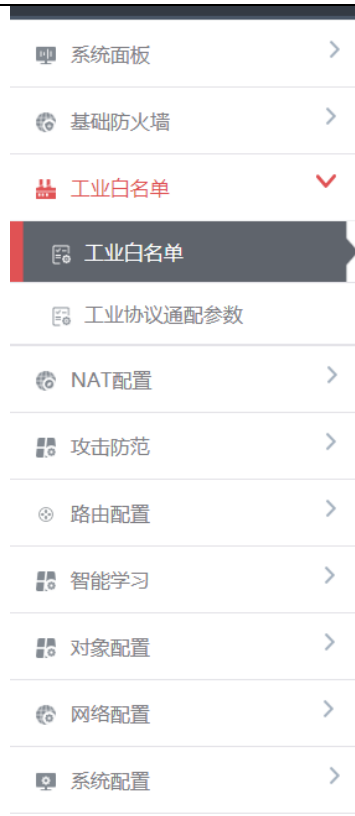 系统面板
基础防火墙
工业白名单
工业白名单
工业协议通配参数
NAT配置
攻击防范
路由配置
智能学习
对象配置
网络配置
系统配置